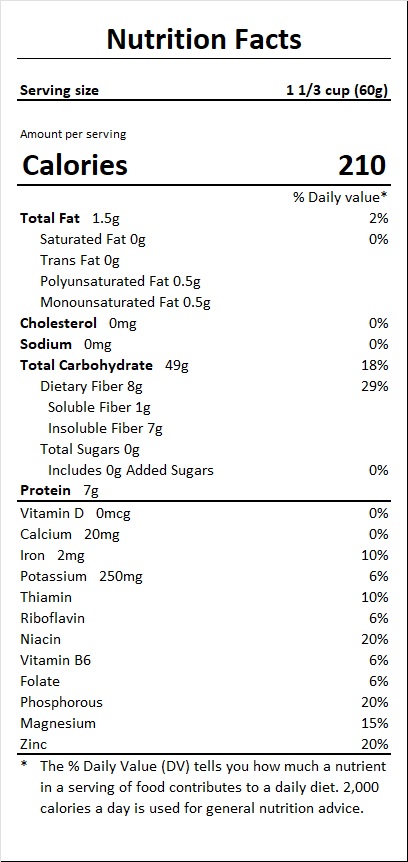 Nutrition Facts
Serving size 1 1/3 cup (60g)
Amount per serving
Calories 210
% Daily value*
Total Fat 1.5g 2%
Saturated Fat 0g 0%
Trans Fat 0g
Polyunsaturated Fat 0.5g
Monounsaturated Fat 0.5g
Cholesterol 0mg 0%
Sodium 0mg 0%
Total Carbohydrate 49g 18%
Dietary Fiber 8g 29%
Soluble Fiber 1g
Insoluble Fiber 7g
Total Sugars 0g
Includes 0g Added Sugars 0%
Protein 7g
Vitamin D 0mcg 0%
Calcium 20mg 0%
Iron 2mg 10%
Potassium 250mg 6%
Thiamin 10%
Riboflavin 6%
Niacin 20%
Vitamin B6 6%
Folate 6%
Phosphorous 20%
Magnesium 15%
Zinc 20%
* The % Daily Value (DV) tells you how much a nutrient
in a serving of food contributes to a daily diet. 2,000
calories a day is used for general nutrition advice.